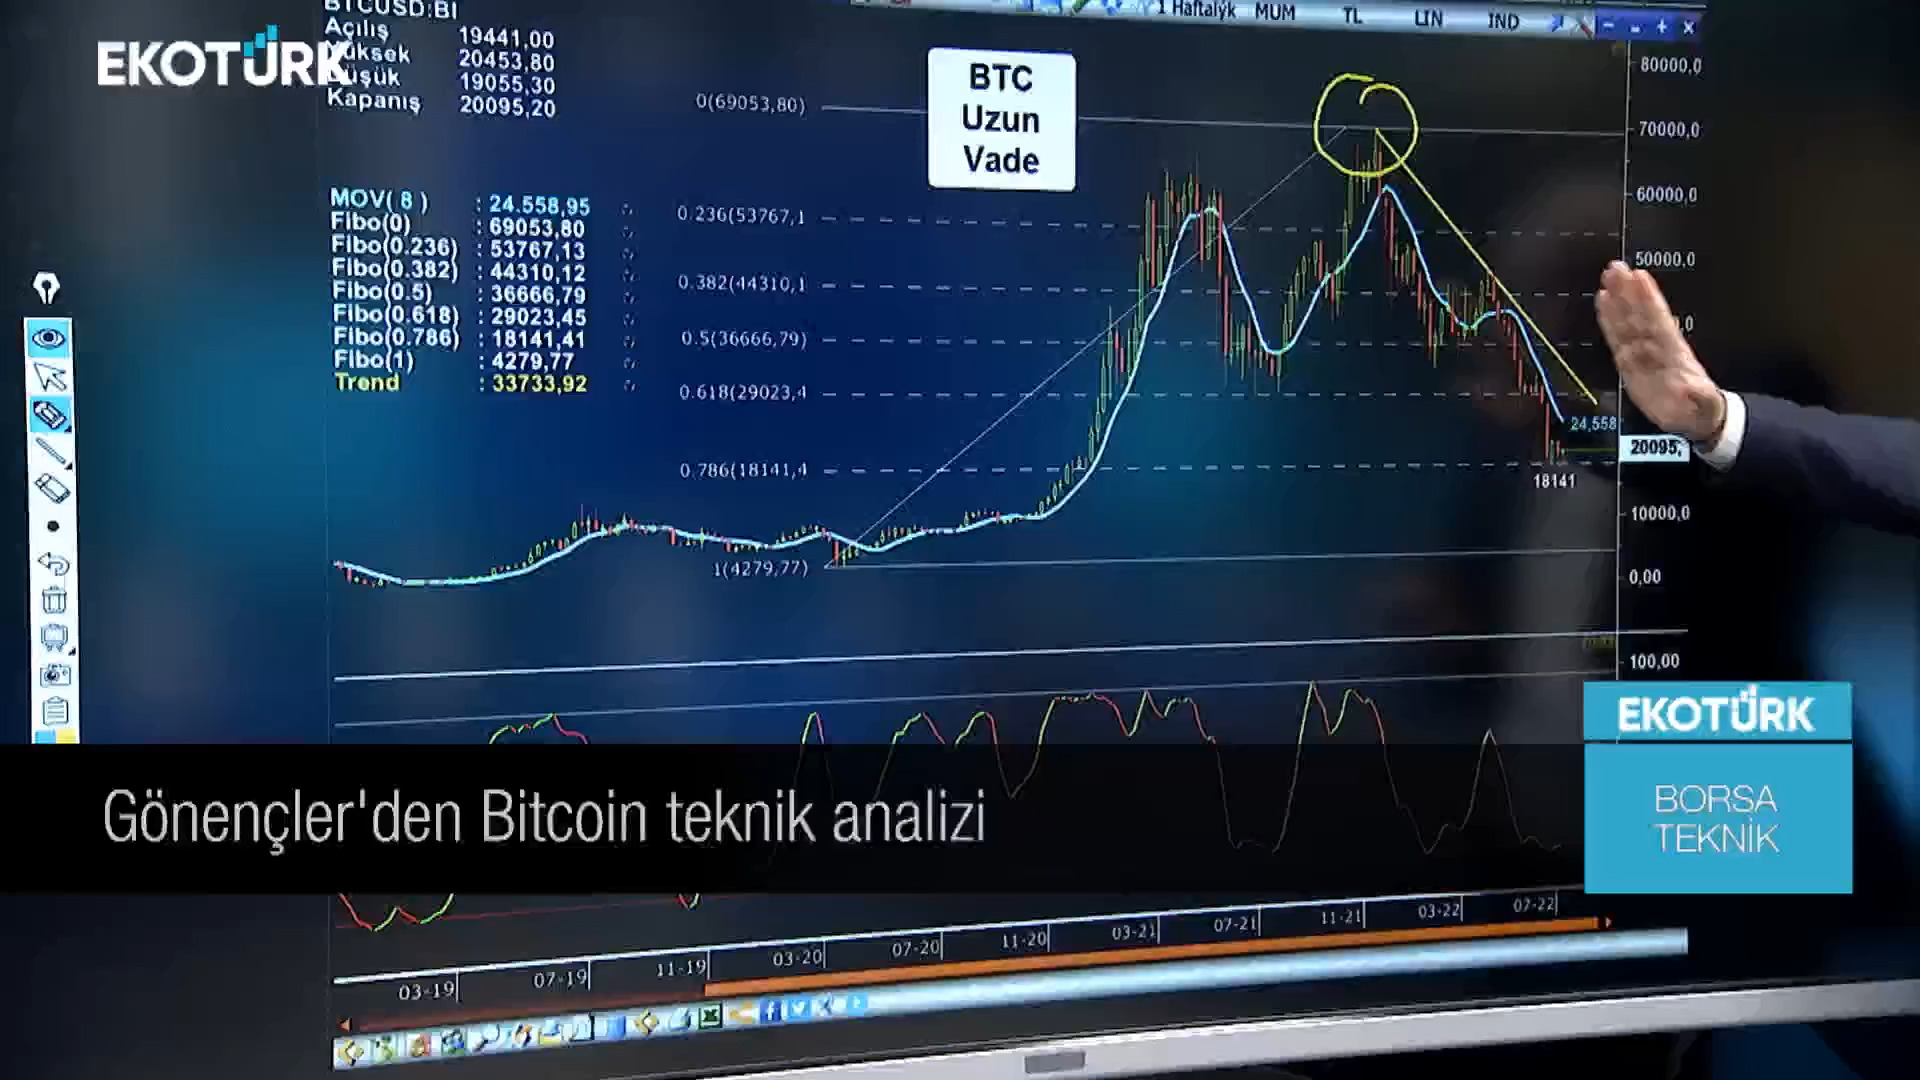 BTCUSD:BI
Açılış 19441,00
Yüksek 20453,80
Düşük 19055,30
Kapanış 20095,20
EKOTÜRK
1 Haftalýk MUM TL LIN IND
BTC
Uzun
Vade
MOV( 8 ) : 24.558,95
Fibo(0) : 69053,80
Fibo(0.236) : 53767,13
Fibo(0.382) : 44310,12
Fibo(0.5) : 36666,79
Fibo(0.618) : 29023,45
Fibo(0.786) : 18141,41
Fibo(1) : 4279,77
Trend : 33733,92
0(69053,80)
0.236(53767,1
0.382(44310,1
0.5(36666,79)
0.618(29023,4
0.786(18141,4
1(4279,77)
80000,0
70000,0
60000,0
50000,0
24,558
20095,
18141
10000,0
0,00
100,00
EKOTÜRK
BORSA
TEKNİK
Gönençler'den Bitcoin teknik analizi
03-19 07-19 11-19 03-20 07-20 11-20 03-21 07-21 11-21 03-22 07-22